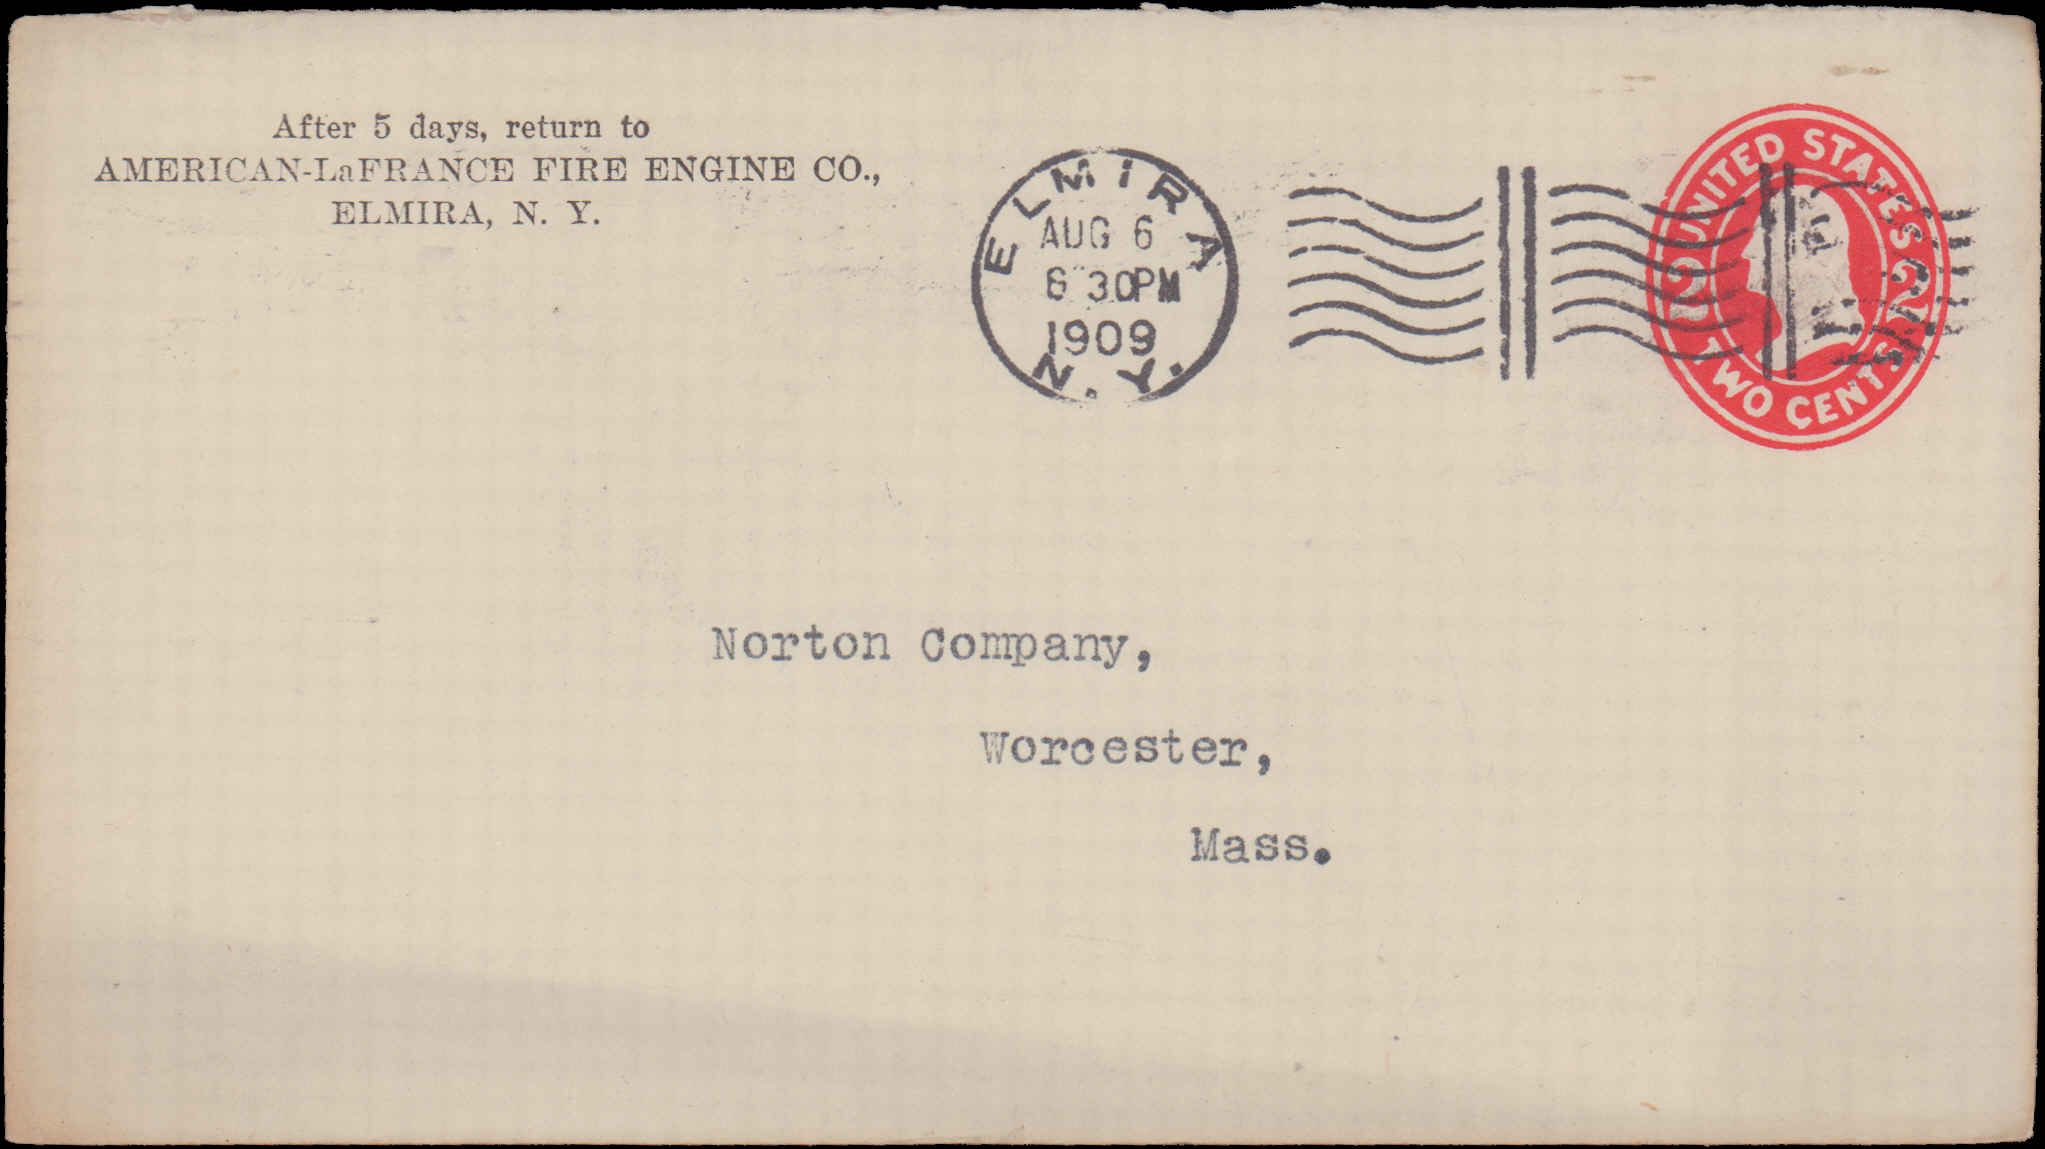 After 5 days, return to
AMERICAN-LaFRANCE FIRE ENGINE CO.,
ELMIRA, N. Y.
ELMIRA
AUG 6
6 30PM
1909
N. Y.
UNITED STATES
2 2
TWO CENTS
Norton Company,
Worcester,
Mass.